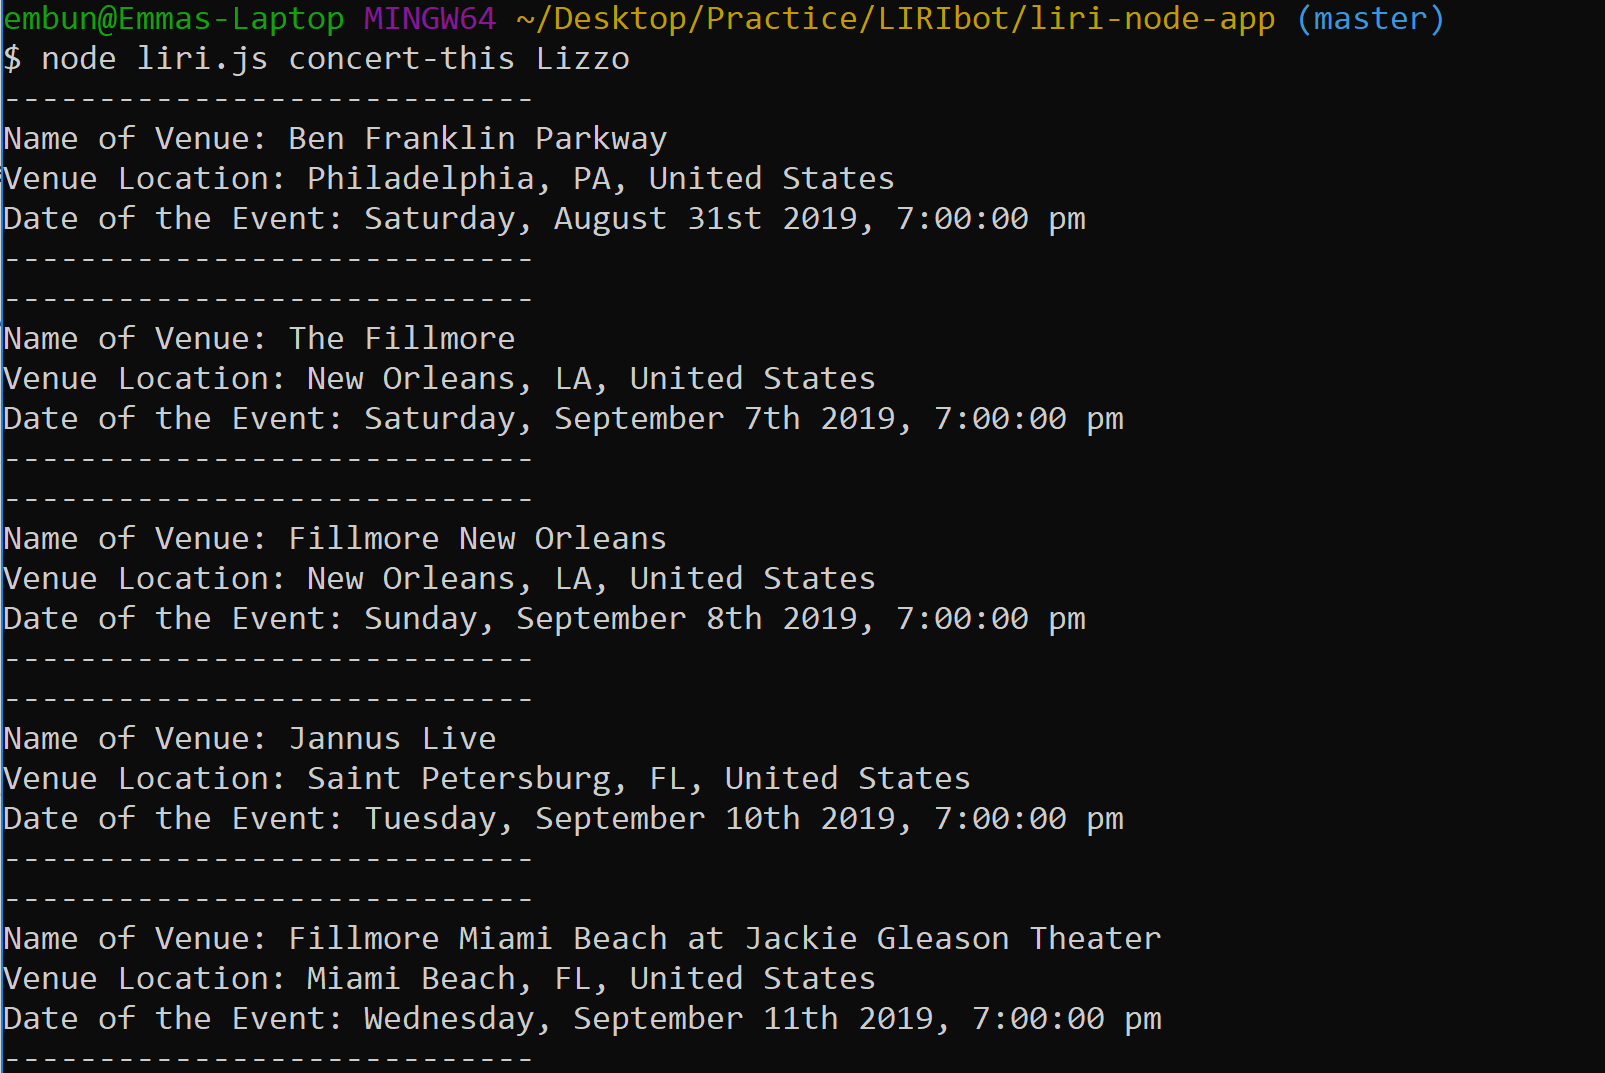 embun@Emmas-Laptop MINGW64 ~/Desktop/Practice/LIRIbot/liri-node-app (master)
$ node liri.js concert-this Lizzo
----------------------------
Name of Venue: Ben Franklin Parkway
Venue Location: Philadelphia, PA, United States
Date of the Event: Saturday, August 31st 2019, 7:00:00 pm
----------------------------
----------------------------
Name of Venue: The Fillmore
Venue Location: New Orleans, LA, United States
Date of the Event: Saturday, September 7th 2019, 7:00:00 pm
----------------------------
----------------------------
Name of Venue: Fillmore New Orleans
Venue Location: New Orleans, LA, United States
Date of the Event: Sunday, September 8th 2019, 7:00:00 pm
----------------------------
----------------------------
Name of Venue: Jannus Live
Venue Location: Saint Petersburg, FL, United States
Date of the Event: Tuesday, September 10th 2019, 7:00:00 pm
----------------------------
----------------------------
Name of Venue: Fillmore Miami Beach at Jackie Gleason Theater
Venue Location: Miami Beach, FL, United States
Date of the Event: Wednesday, September 11th 2019, 7:00:00 pm
----------------------------